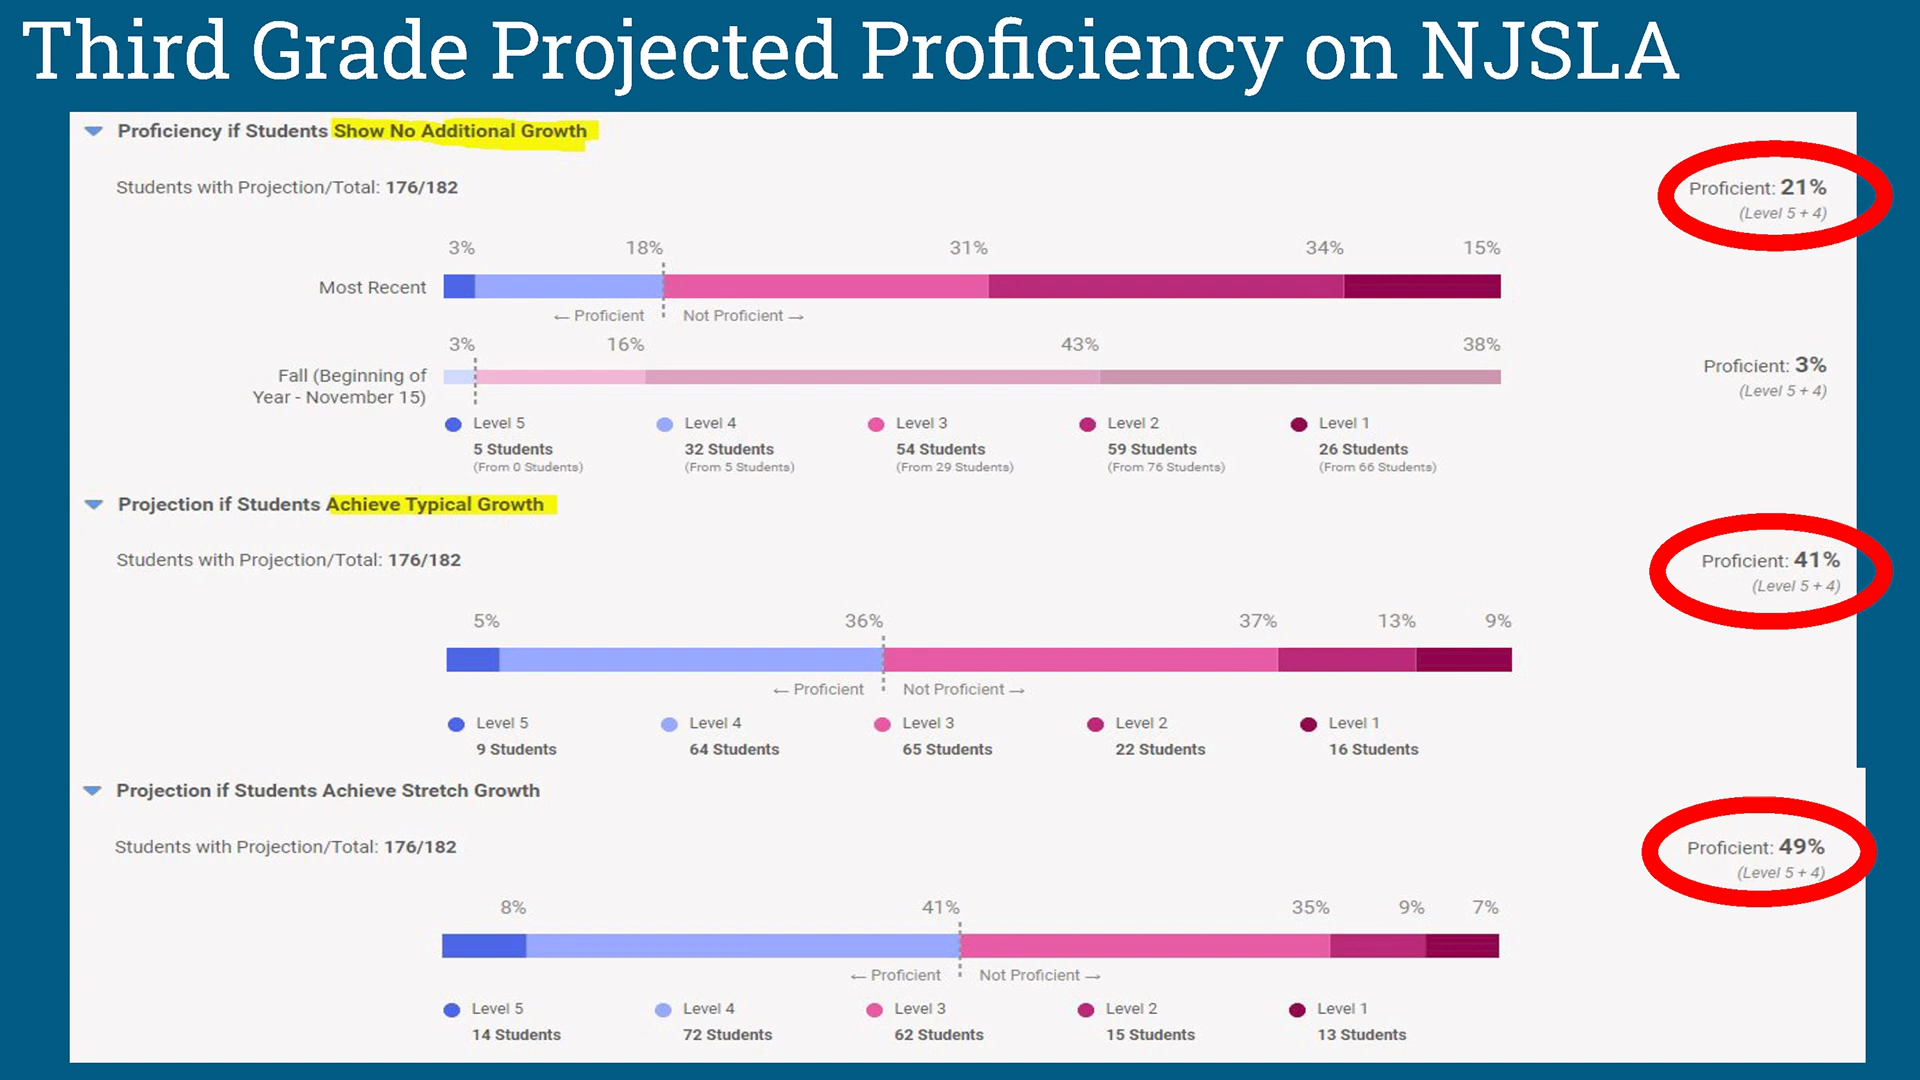 Third Grade Projected Proficiency on NJSLA
Proficiency if Students Show No Additional Growth
Students with Projection/Total: 176/182
Proficient: 21%
(Level 5 + 4)
3% 18% 31% 34% 15%
Most Recent
← Proficient Not Proficient →
3% 16% 43% 38%
Fall (Beginning of
Year - November 15)
Proficient: 3%
(Level 5 + 4)
Level 5 Level 4 Level 3 Level 2 Level 1
5 Students 32 Students 54 Students 59 Students 26 Students
(From 0 Students) (From 5 Students) (From 29 Students) (From 76 Students) (From 66 Students)
Projection if Students Achieve Typical Growth
Students with Projection/Total: 176/182
Proficient: 41%
(Level 5 + 4)
5% 36% 37% 13% 9%
← Proficient Not Proficient →
Level 5 Level 4 Level 3 Level 2 Level 1
9 Students 64 Students 65 Students 22 Students 16 Students
Projection if Students Achieve Stretch Growth
Students with Projection/Total: 176/182
Proficient: 49%
(Level 5 + 4)
8% 41% 35% 9% 7%
← Proficient Not Proficient →
Level 5 Level 4 Level 3 Level 2 Level 1
14 Students 72 Students 62 Students 15 Students 13 Students